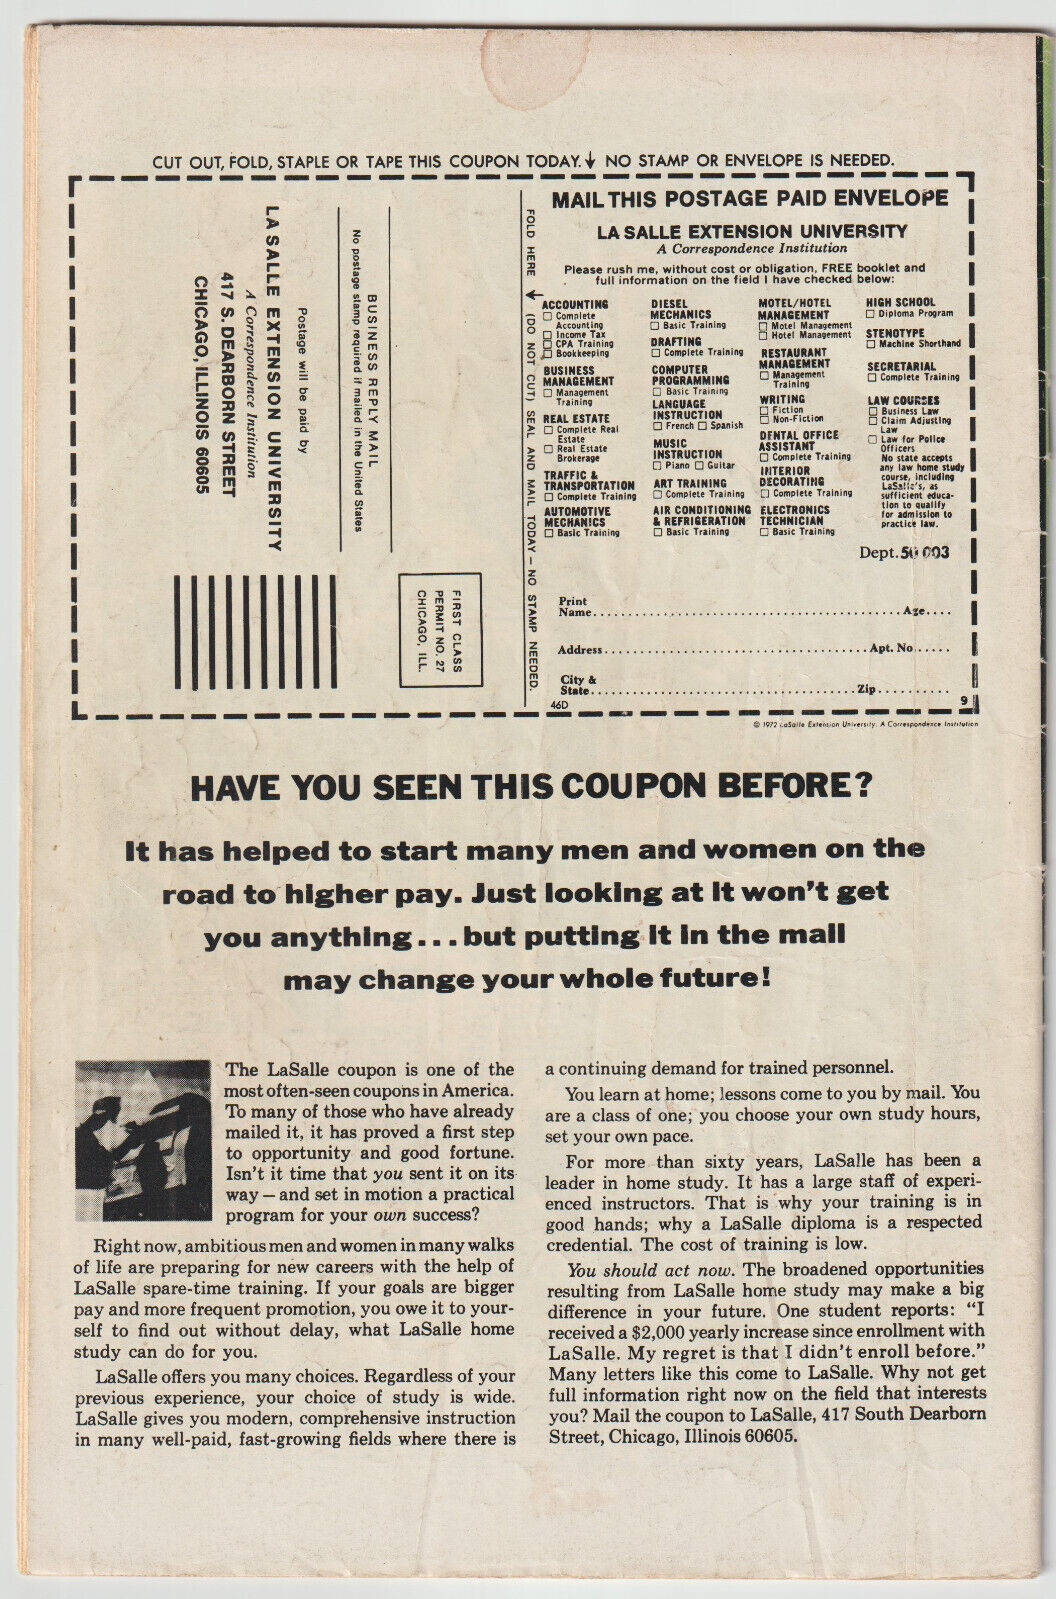 CUT OUT, FOLD, STAPLE OR TAPE THIS COUPON TODAY. ↓ NO STAMP OR ENVELOPE IS NEEDED.
No postage stamp required if mailed in the United States
BUSINESS REPLY MAIL
Postage will be paid by
LA SALLE EXTENSION UNIVERSITY
A Correspondence Institution
417 S. DEARBORN STREET
CHICAGO, ILLINOIS 60605
FIRST CLASS
PERMIT NO. 27
CHICAGO, ILL.
FOLD HERE ← (DO NOT CUT) SEAL AND MAIL TODAY – NO STAMP NEEDED.
MAIL THIS POSTAGE PAID ENVELOPE
LA SALLE EXTENSION UNIVERSITY
A Correspondence Institution
Please rush me, without cost or obligation, FREE booklet and
full information on the field I have checked below:
ACCOUNTING
□ Complete
Accounting
□ Income Tax
□ CPA Training
□ Bookkeeping
BUSINESS
MANAGEMENT
□ Management
Training
REAL ESTATE
□ Complete Real
Estate
□ Real Estate
Brokerage
TRAFFIC &
TRANSPORTATION
□ Complete Training
AUTOMOTIVE
MECHANICS
□ Basic Training
DIESEL
MECHANICS
□ Basic Training
DRAFTING
□ Complete Training
COMPUTER
PROGRAMMING
□ Basic Training
LANGUAGE
INSTRUCTION
□ French □ Spanish
MUSIC
INSTRUCTION
□ Piano □ Guitar
ART TRAINING
□ Complete Training
AIR CONDITIONING
& REFRIGERATION
□ Basic Training
MOTEL/HOTEL
MANAGEMENT
□ Motel Management
□ Hotel Management
RESTAURANT
MANAGEMENT
□ Management
Training
WRITING
□ Fiction
□ Non-Fiction
DENTAL OFFICE
ASSISTANT
□ Complete Training
INTERIOR
DECORATING
□ Complete Training
ELECTRONICS
TECHNICIAN
□ Basic Training
HIGH SCHOOL
□ Diploma Program
STENOTYPE
□ Machine Shorthand
SECRETARIAL
□ Complete Training
LAW COURSES
□ Business Law
□ Claim Adjusting
Law
□ Law for Police
Officers
No state accepts
any law home study
course, including
LaSalle's, as
sufficient educa-
tion to qualify
for admission to
practice law.
Dept. 003
Print
Name.......... Age....
Address.......... Apt. No.....
City &
State.......... Zip..........
46D
9
© 1972 LaSalle Extension University, A Correspondence Institution
HAVE YOU SEEN THIS COUPON BEFORE?
It has helped to start many men and women on the
road to higher pay. Just looking at it won't get
you anything...but putting it in the mail
may change your whole future!
The LaSalle coupon is one of the
most often-seen coupons in America.
To many of those who have already
mailed it, it has proved a first step
to opportunity and good fortune.
Isn't it time that you sent it on its
way – and set in motion a practical
program for your own success?
Right now, ambitious men and women in many walks
of life are preparing for new careers with the help of
LaSalle spare-time training. If your goals are bigger
pay and more frequent promotion, you owe it to your-
self to find out without delay, what LaSalle home
study can do for you.
LaSalle offers you many choices. Regardless of your
previous experience, your choice of study is wide.
LaSalle gives you modern, comprehensive instruction
in many well-paid, fast-growing fields where there is
a continuing demand for trained personnel.
You learn at home; lessons come to you by mail. You
are a class of one; you choose your own study hours,
set your own pace.
For more than sixty years, LaSalle has been a
leader in home study. It has a large staff of experi-
enced instructors. That is why your training is in
good hands; why a LaSalle diploma is a respected
credential. The cost of training is low.
You should act now. The broadened opportunities
resulting from LaSalle home study may make a big
difference in your future. One student reports: "I
received a $2,000 yearly increase since enrollment with
LaSalle. My regret is that I didn't enroll before."
Many letters like this come to LaSalle. Why not get
full information right now on the field that interests
you? Mail the coupon to LaSalle, 417 South Dearborn
Street, Chicago, Illinois 60605.